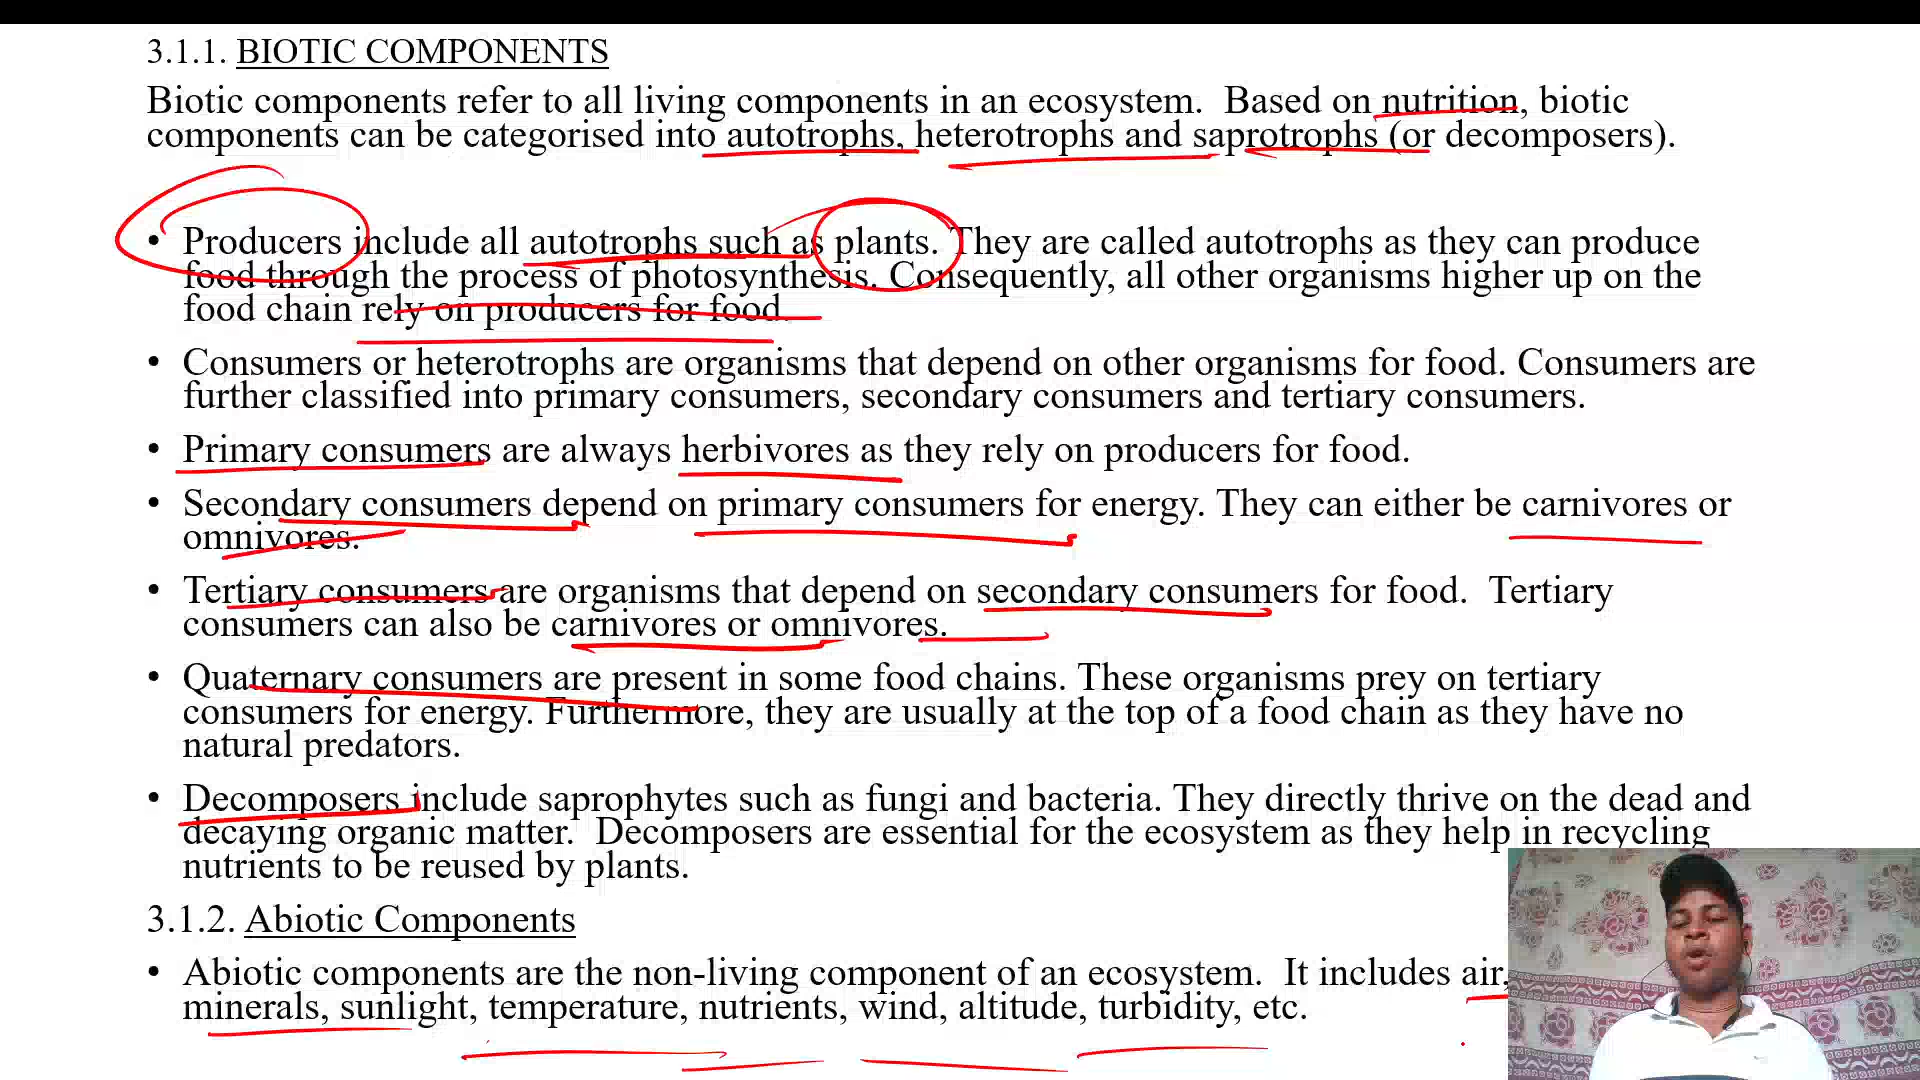 3.1.1. BIOTIC COMPONENTS
Biotic components refer to all living components in an ecosystem. Based on nutrition, biotic
components can be categorised into autotrophs, heterotrophs and saprotrophs (or decomposers).
• Producers include all autotrophs such as plants. They are called autotrophs as they can produce
food through the process of photosynthesis. Consequently, all other organisms higher up on the
food chain rely on producers for food.
• Consumers or heterotrophs are organisms that depend on other organisms for food. Consumers are
further classified into primary consumers, secondary consumers and tertiary consumers.
• Primary consumers are always herbivores as they rely on producers for food.
• Secondary consumers depend on primary consumers for energy. They can either be carnivores or
omnivores.
• Tertiary consumers are organisms that depend on secondary consumers for food. Tertiary
consumers can also be carnivores or omnivores.
• Quaternary consumers are present in some food chains. These organisms prey on tertiary
consumers for energy. Furthermore, they are usually at the top of a food chain as they have no
natural predators.
• Decomposers include saprophytes such as fungi and bacteria. They directly thrive on the dead and
decaying organic matter. Decomposers are essential for the ecosystem as they help in recycling
nutrients to be reused by plants.
3.1.2. Abiotic Components
• Abiotic components are the non-living component of an ecosystem. It includes air,
minerals, sunlight, temperature, nutrients, wind, altitude, turbidity, etc.